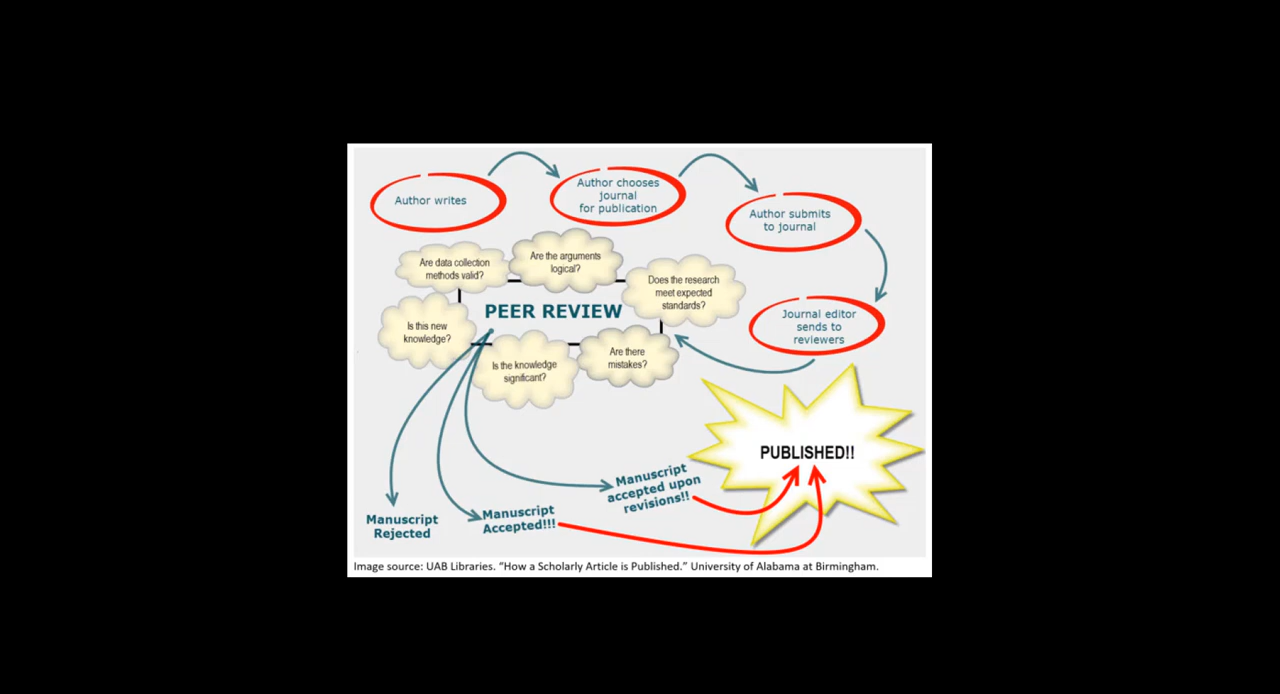 Author writes
Author chooses
journal
for publication
Author submits
to journal
Journal editor
sends to
reviewers
Are data collection
methods valid?
Are the arguments
logical?
Does the research
meet expected
standards?
Is this new
knowledge?
PEER REVIEW
Is the knowledge
significant?
Are there
mistakes?
PUBLISHED!!
Manuscript
accepted upon
revisions!!
Manuscript
Accepted!!!
Manuscript
Rejected
Image source: UAB Libraries. “How a Scholarly Article is Published.” University of Alabama at Birmingham.